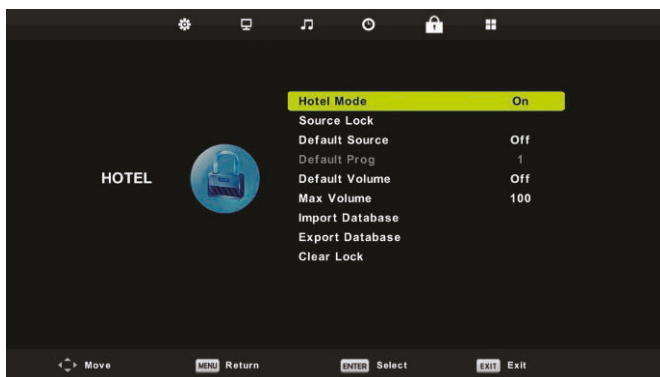 Hotel Mode On
Source Lock
Default Source Off
Default Prog 1
HOTEL
Default Volume Off
Max Volume 100
Import Database
Export Database
Clear Lock
Move MENU Return ENTER Select EXIT Exit